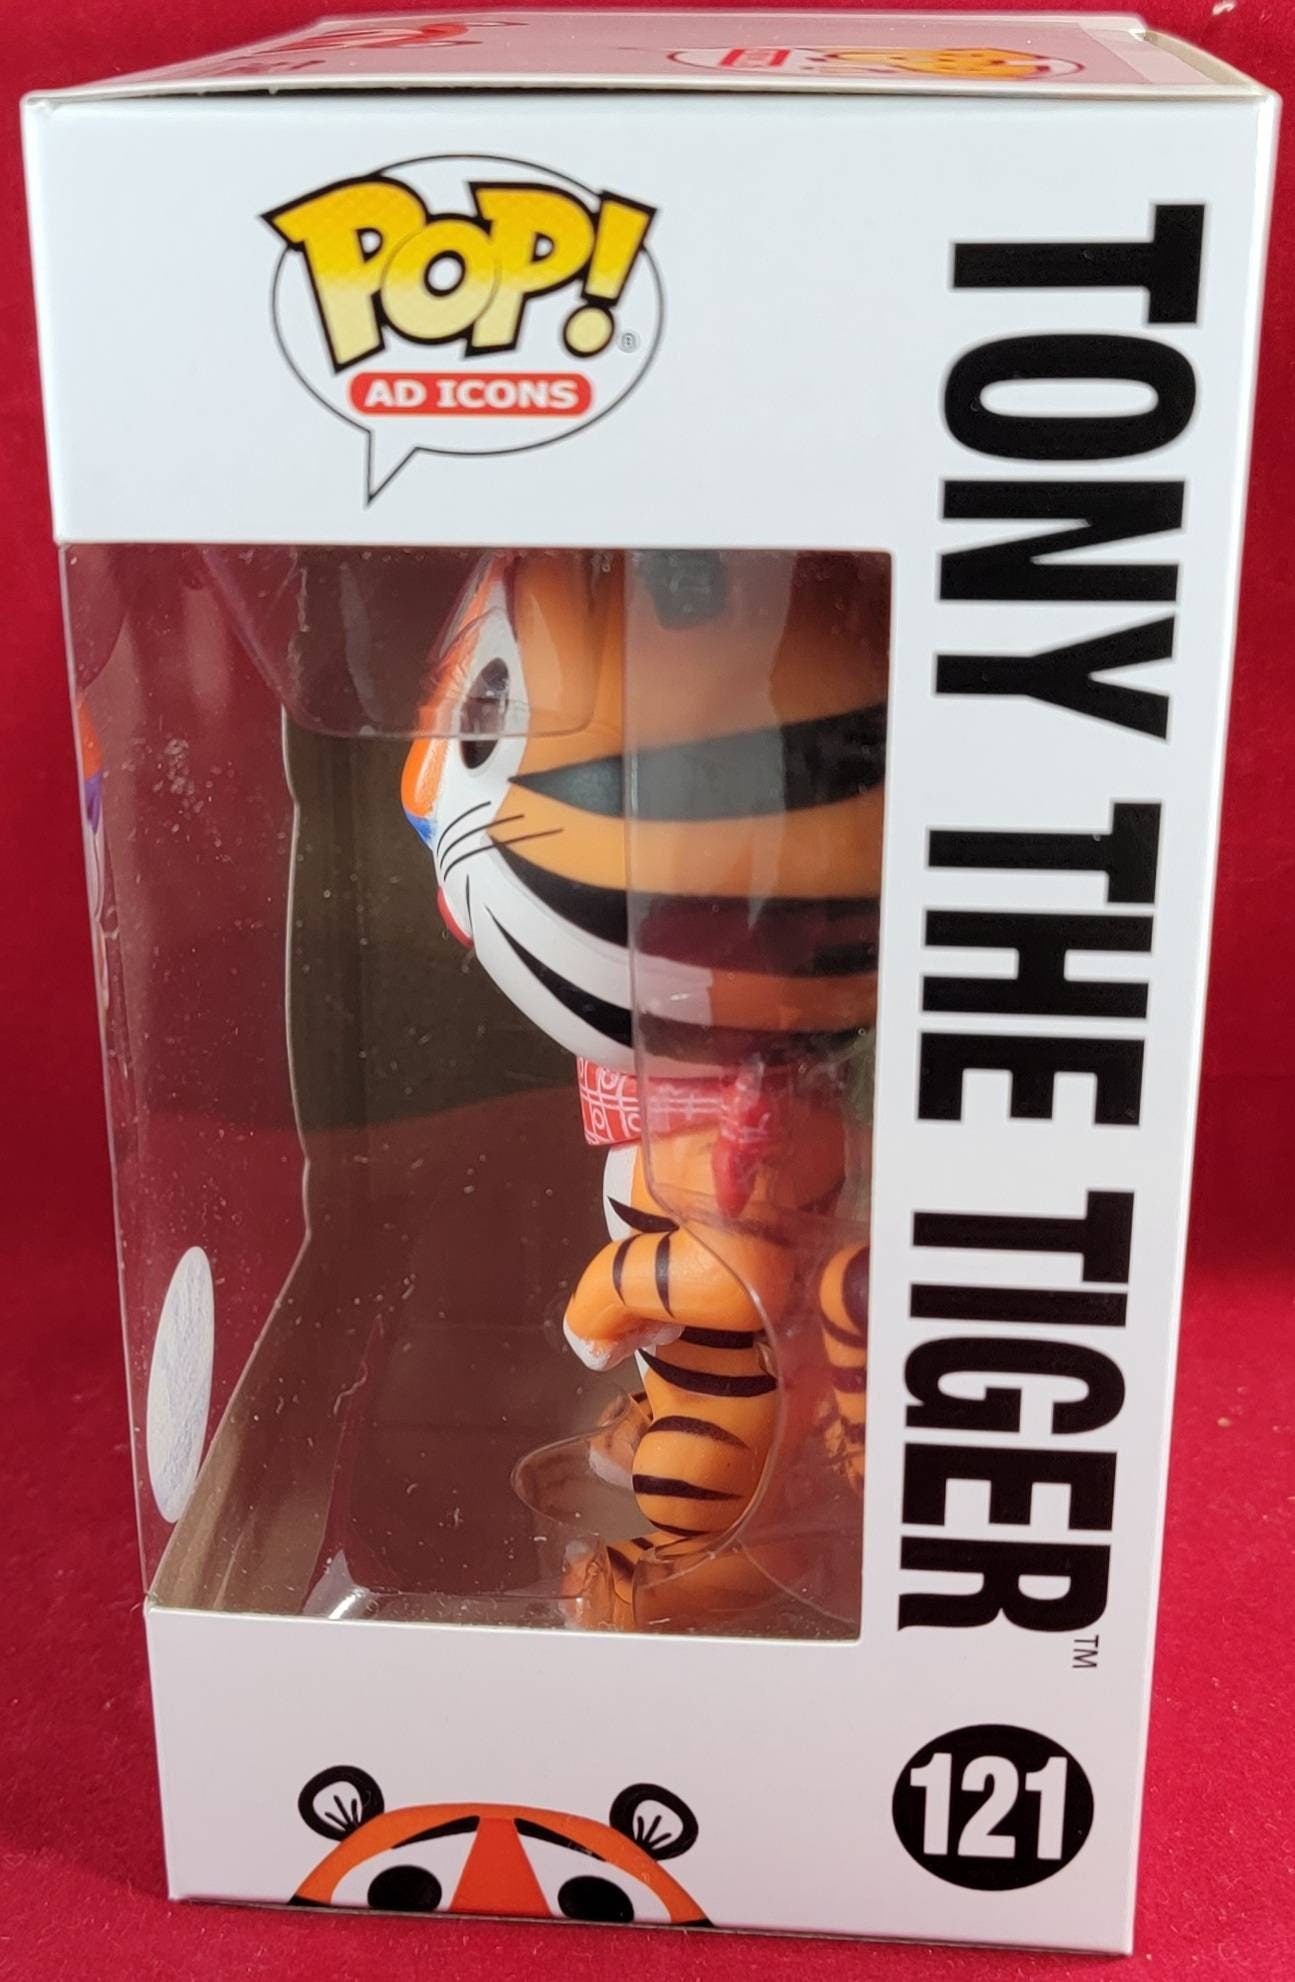 POP!®
AD ICONS
TONY THE TIGER™
121